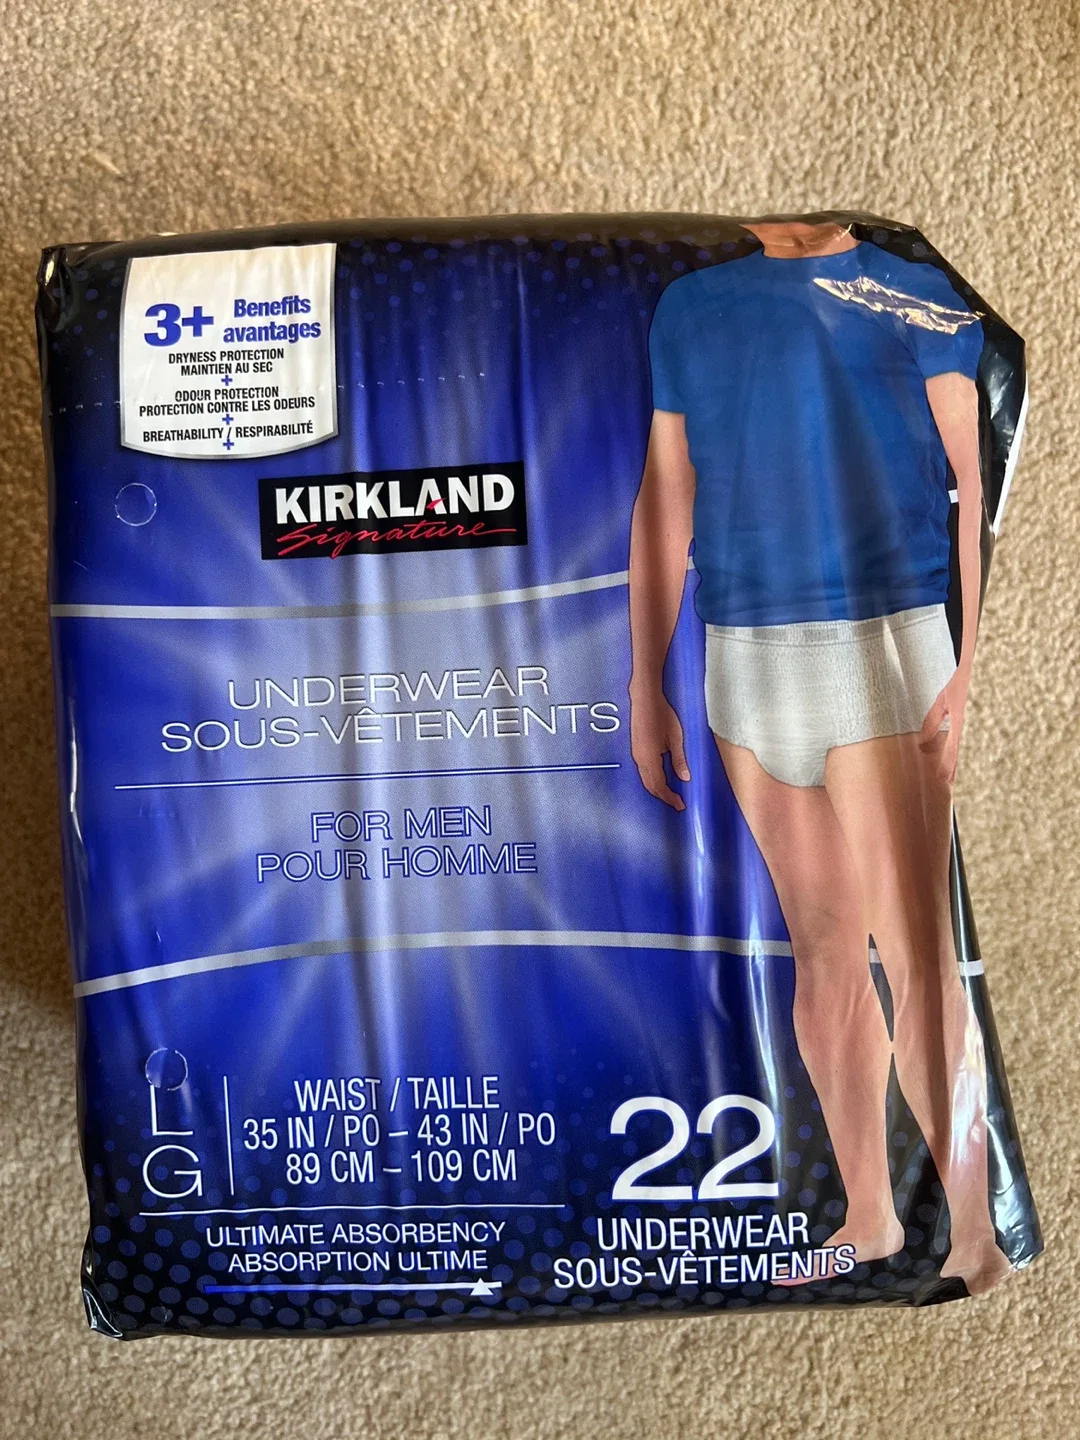 3+ Benefits
avantages
DRYNESS PROTECTION
MAINTIEN AU SEC
+
ODOUR PROTECTION
PROTECTION CONTRE LES ODEURS
+
BREATHABILITY / RESPIRABILITÉ
+
KIRKLAND
Signature
UNDERWEAR
SOUS-VÊTEMENTS
FOR MEN
POUR HOMME
L
G
WAIST / TAILLE
35 IN / PO – 43 IN / PO
89 CM – 109 CM
ULTIMATE ABSORBENCY
ABSORPTION ULTIME
22
UNDERWEAR
SOUS-VÊTEMENTS